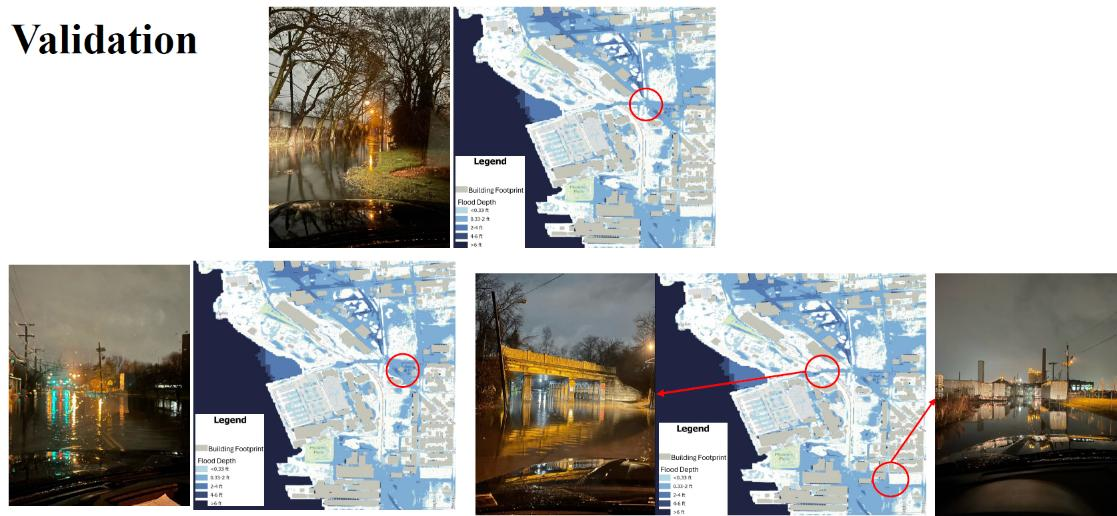 Validation
Legend
Building Footprint
Flood Depth
<0.33 ft
0.33-2 ft
2-4 ft
4-6 ft
>6 ft
Legend
Building Footprint
Flood Depth
<0.33 ft
0.33-2 ft
2-4 ft
4-6 ft
>6 ft
Legend
Building Footprint
Flood Depth
<0.33 ft
0.33-2 ft
2-4 ft
4-6 ft
>6 ft